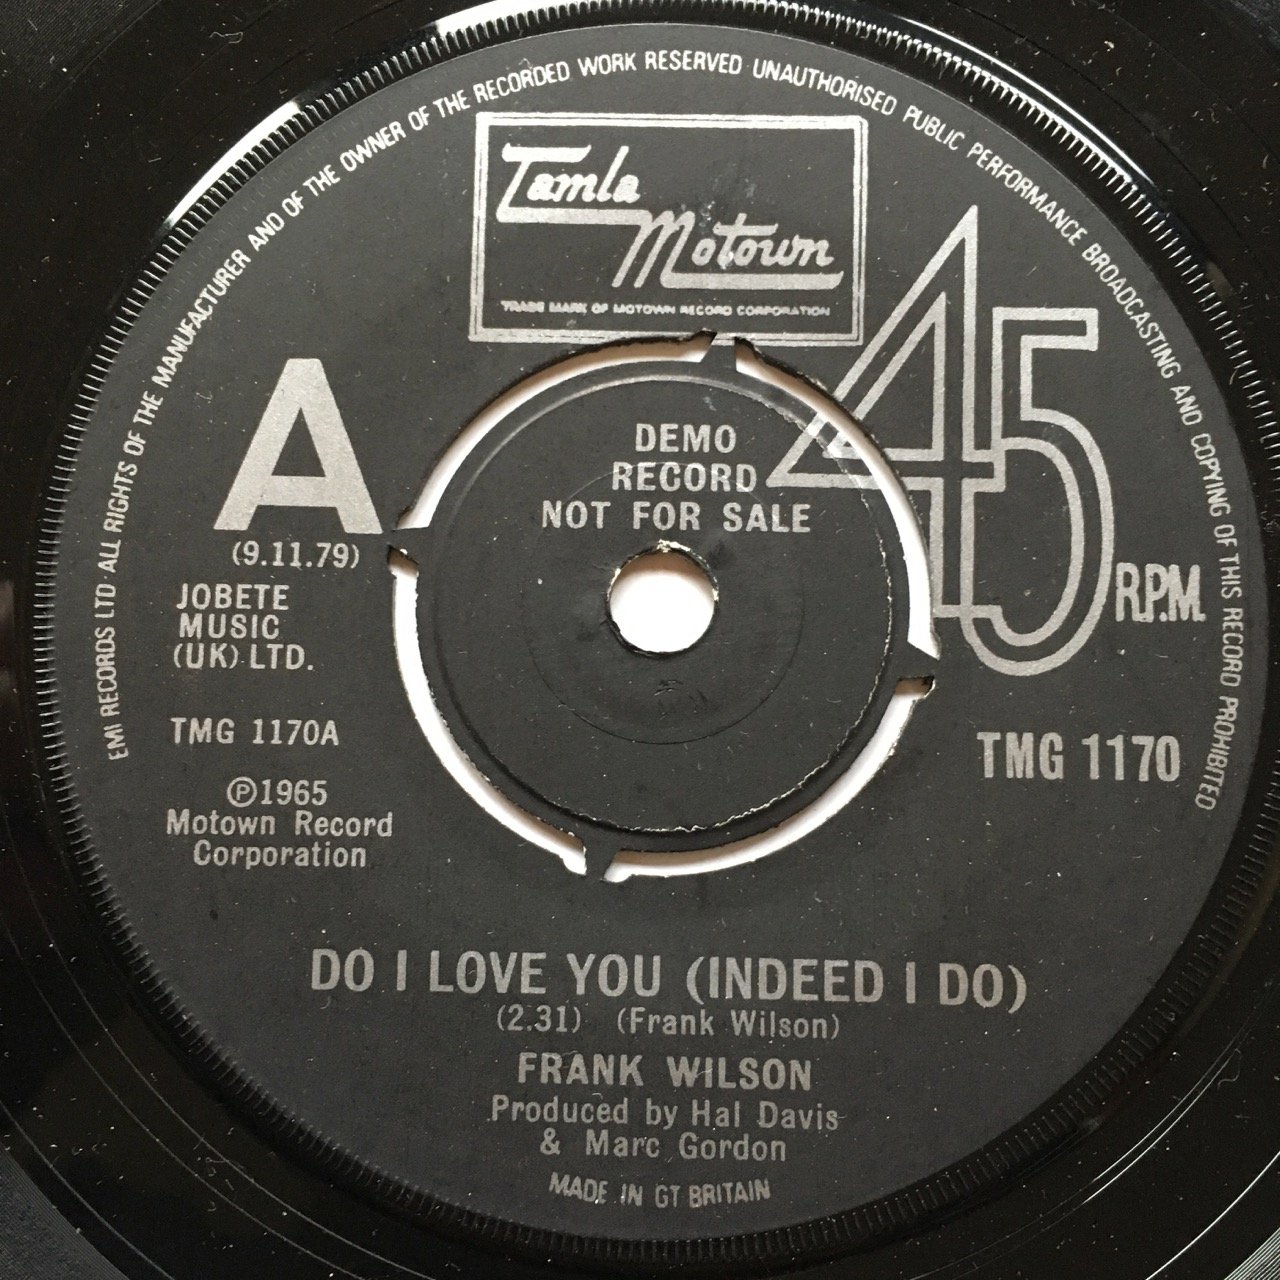 EMI RECORDS LTD · ALL RIGHTS OF THE MANUFACTURER AND OF THE OWNER OF THE RECORDED WORK RESERVED · UNAUTHORISED PUBLIC PERFORMANCE BROADCASTING AND COPYING OF THIS RECORD PROHIBITED
Tamla
Motown
TRADE MARK OF MOTOWN RECORD CORPORATION
45
R.P.M.
A
DEMO
RECORD
NOT FOR SALE
(9.11.79)
JOBETE
MUSIC
(UK) LTD.
TMG 1170A
TMG 1170
℗1965
Motown Record
Corporation
DO I LOVE YOU (INDEED I DO)
(2.31) (Frank Wilson)
FRANK WILSON
Produced by Hal Davis
& Marc Gordon
MADE IN GT BRITAIN